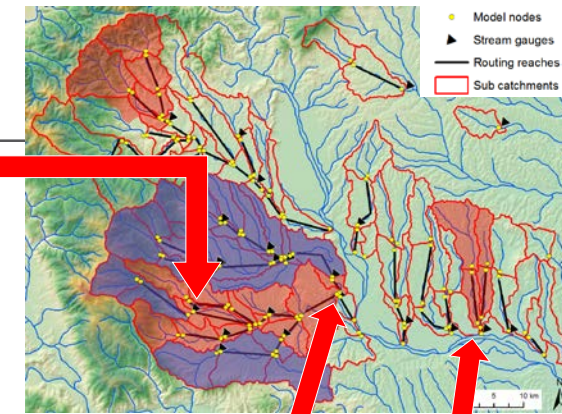 Model nodes
Stream gauges
Routing reaches
Sub catchments
N
5 10 km